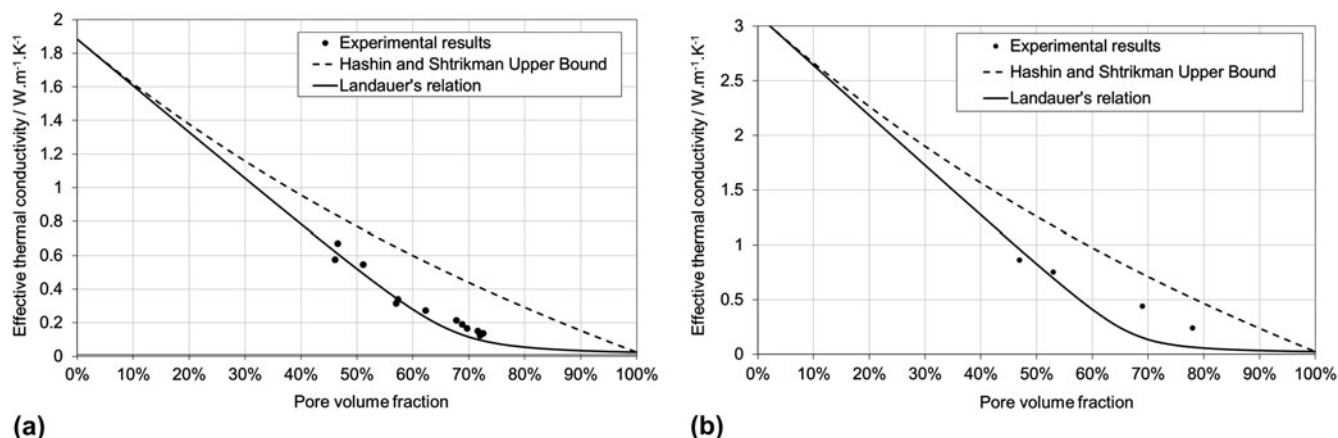 Effective thermal conductivity / W.m⁻¹.K⁻¹
2
1.8
1.6
1.4
1.2
1
0.8
0.6
0.4
0.2
0
Experimental results
Hashin and Shtrikman Upper Bound
Landauer's relation
0% 10% 20% 30% 40% 50% 60% 70% 80% 90% 100%
Pore volume fraction
(a)
Effective thermal conductivity / W.m⁻¹.K⁻¹
3
2.5
2
1.5
1
0.5
0
Experimental results
Hashin and Shtrikman Upper Bound
Landauer's relation
0% 10% 20% 30% 40% 50% 60% 70% 80% 90% 100%
Pore volume fraction
(b)